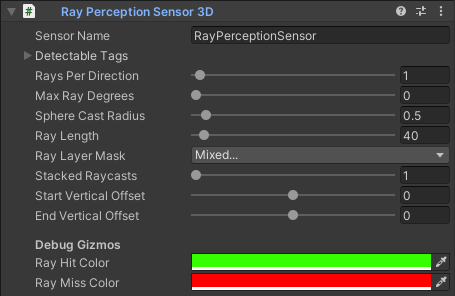 # Ray Perception Sensor 3D
Sensor Name RayPerceptionSensor
Detectable Tags
Rays Per Direction 1
Max Ray Degrees 0
Sphere Cast Radius 0.5
Ray Length 40
Ray Layer Mask Mixed...
Stacked Raycasts 1
Start Vertical Offset 0
End Vertical Offset 0
Debug Gizmos
Ray Hit Color
Ray Miss Color